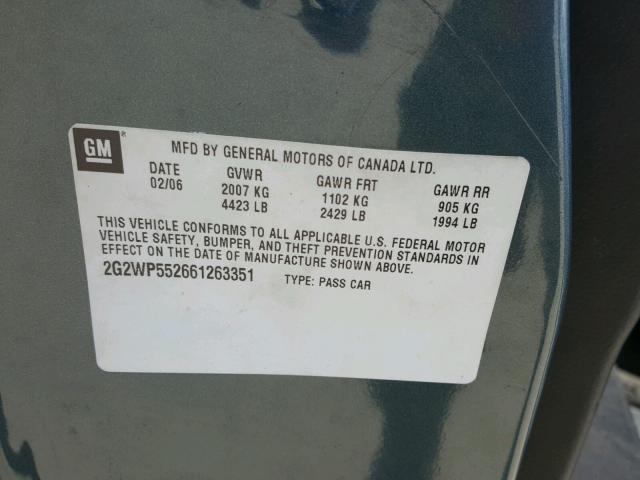 GM
MFD BY GENERAL MOTORS OF CANADA LTD.
DATE GVWR GAWR FRT GAWR RR
02/06 2007 KG 1102 KG 905 KG
4423 LB 2429 LB 1994 LB
THIS VEHICLE CONFORMS TO ALL APPLICABLE U.S. FEDERAL MOTOR
VEHICLE SAFETY, BUMPER, AND THEFT PREVENTION STANDARDS IN
EFFECT ON THE DATE OF MANUFACTURE SHOWN ABOVE.
2G2WP552661263351 TYPE: PASS CAR